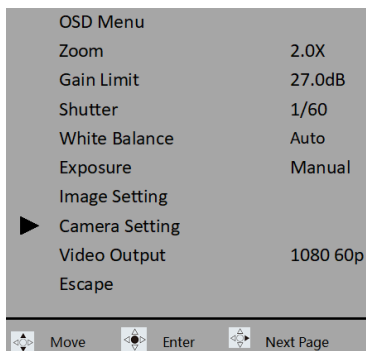 OSD Menu
Zoom 2.0X
Gain Limit 27.0dB
Shutter 1/60
White Balance Auto
Exposure Manual
Image Setting
Camera Setting
Video Output 1080 60p
Escape
Move Enter Next Page